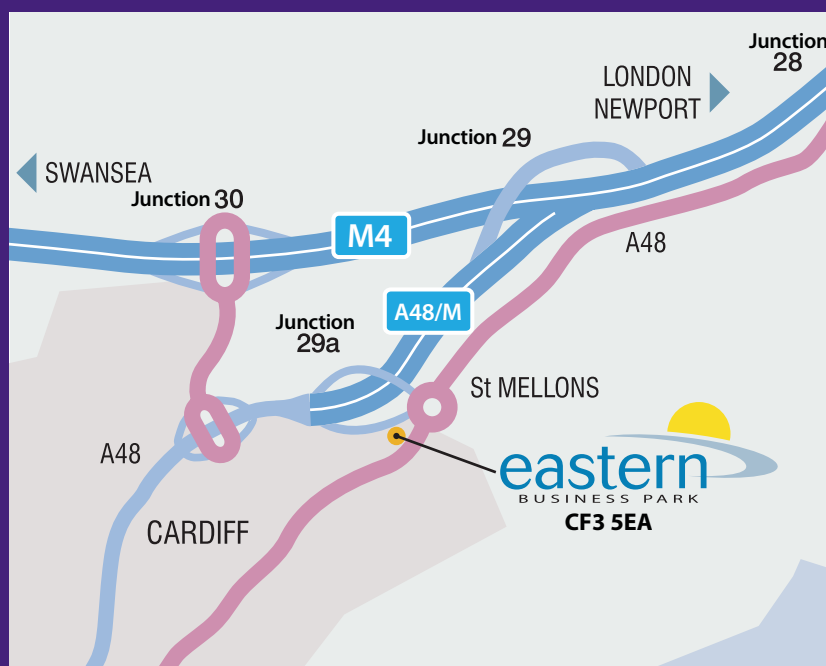 Junction
28
LONDON
NEWPORT
Junction 29
SWANSEA
Junction 30
M4
A48
A48/M
Junction
29a
St MELLONS
A48
eastern
BUSINESS PARK
CF3 5EA
CARDIFF